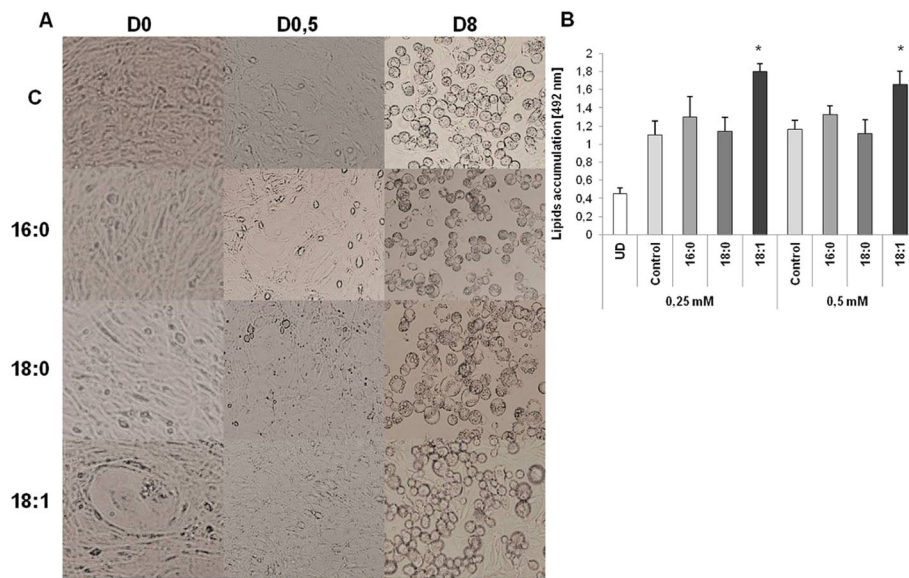 A
D0
D0,5
D8
C
16:0
18:0
18:1
B
Lipids accumulation [492 nm]
2
1,8
1,6
1,4
1,2
1
0,8
0,6
0,4
0,2
0
*
*
UD
Control
16:0
18:0
18:1
Control
16:0
18:0
18:1
0,25 mM
0,5 mM